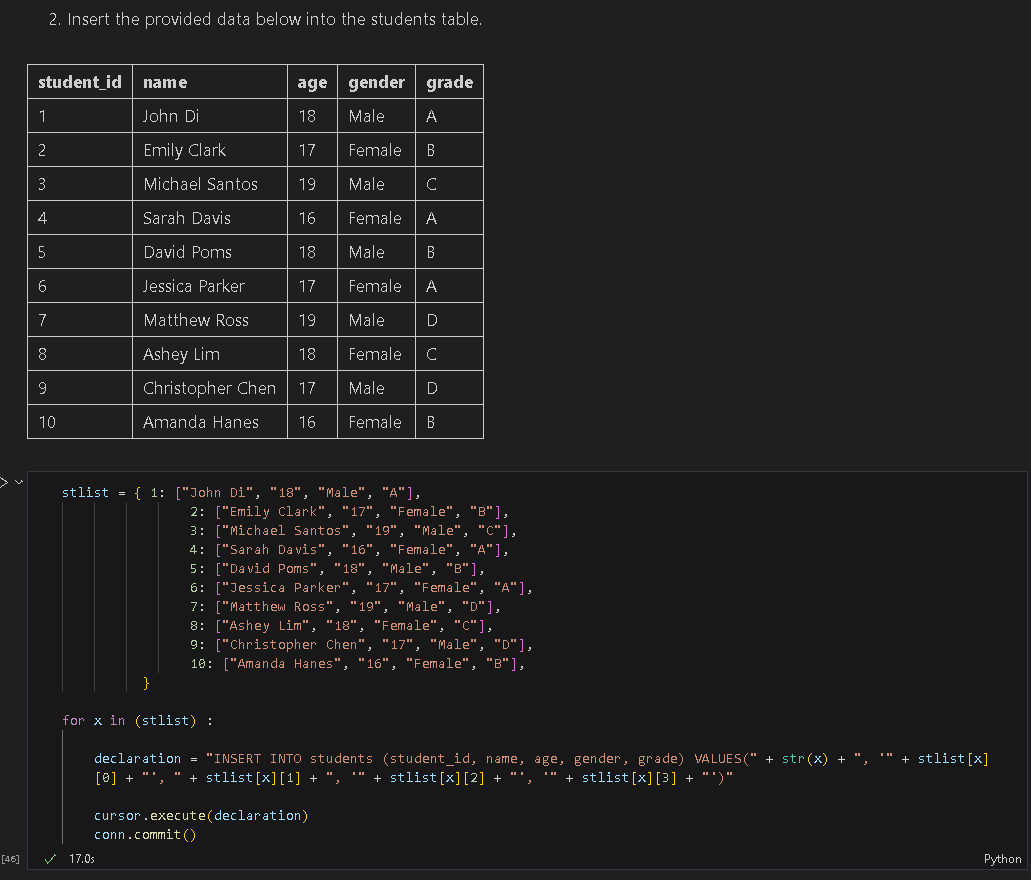 2. Insert the provided data below into the students table.
student_id name age gender grade
1 John Di 18 Male A
2 Emily Clark 17 Female B
3 Michael Santos 19 Male C
4 Sarah Davis 16 Female A
5 David Poms 18 Male B
6 Jessica Parker 17 Female A
7 Matthew Ross 19 Male D
8 Ashey Lim 18 Female C
9 Christopher Chen 17 Male D
10 Amanda Hanes 16 Female B
stlist = { 1: ["John Di", "18", "Male", "A"],
2: ["Emily Clark", "17", "Female", "B"],
3: ["Michael Santos", "19", "Male", "C"],
4: ["Sarah Davis", "16", "Female", "A"],
5: ["David Poms", "18", "Male", "B"],
6: ["Jessica Parker", "17", "Female", "A"],
7: ["Matthew Ross", "19", "Male", "D"],
8: ["Ashey Lim", "18", "Female", "C"],
9: ["Christopher Chen", "17", "Male", "D"],
10: ["Amanda Hanes", "16", "Female", "B"],
}
for x in (stlist) :
declaration = "INSERT INTO students (student_id, name, age, gender, grade) VALUES(" + str(x) + ", '" + stlist[x]
[0] + "', " + stlist[x][1] + ", '" + stlist[x][2] + "', '" + stlist[x][3] + "')"
cursor.execute(declaration)
conn.commit()
[46] 17.0s Python